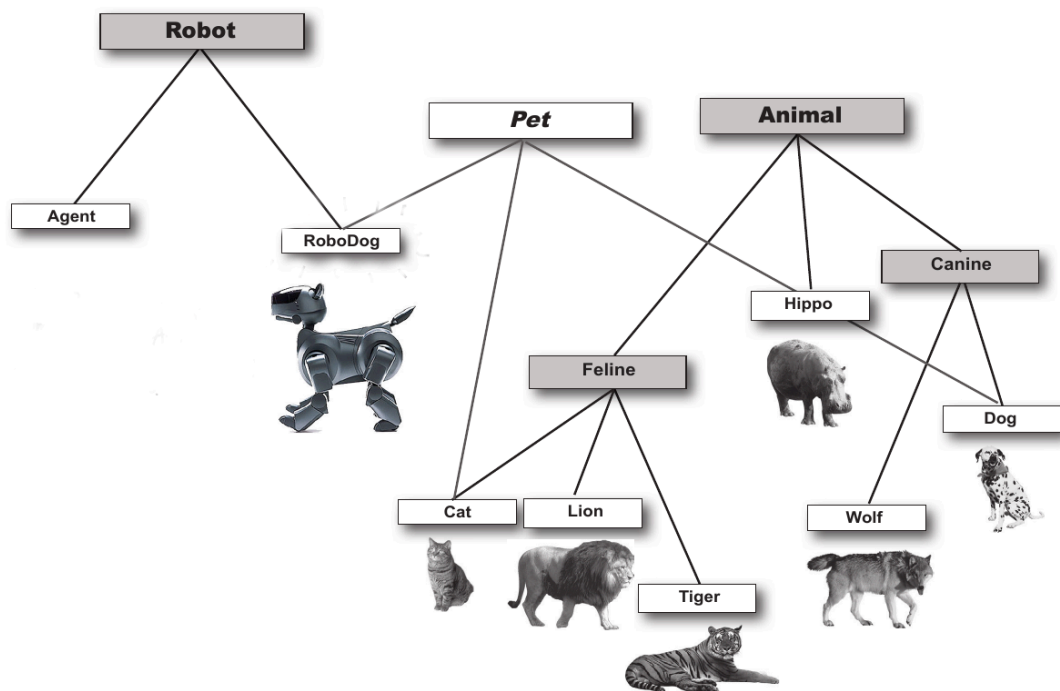 Robot
Pet
Animal
Agent
RoboDog
Canine
Hippo
Feline
Dog
Cat
Lion
Wolf
Tiger